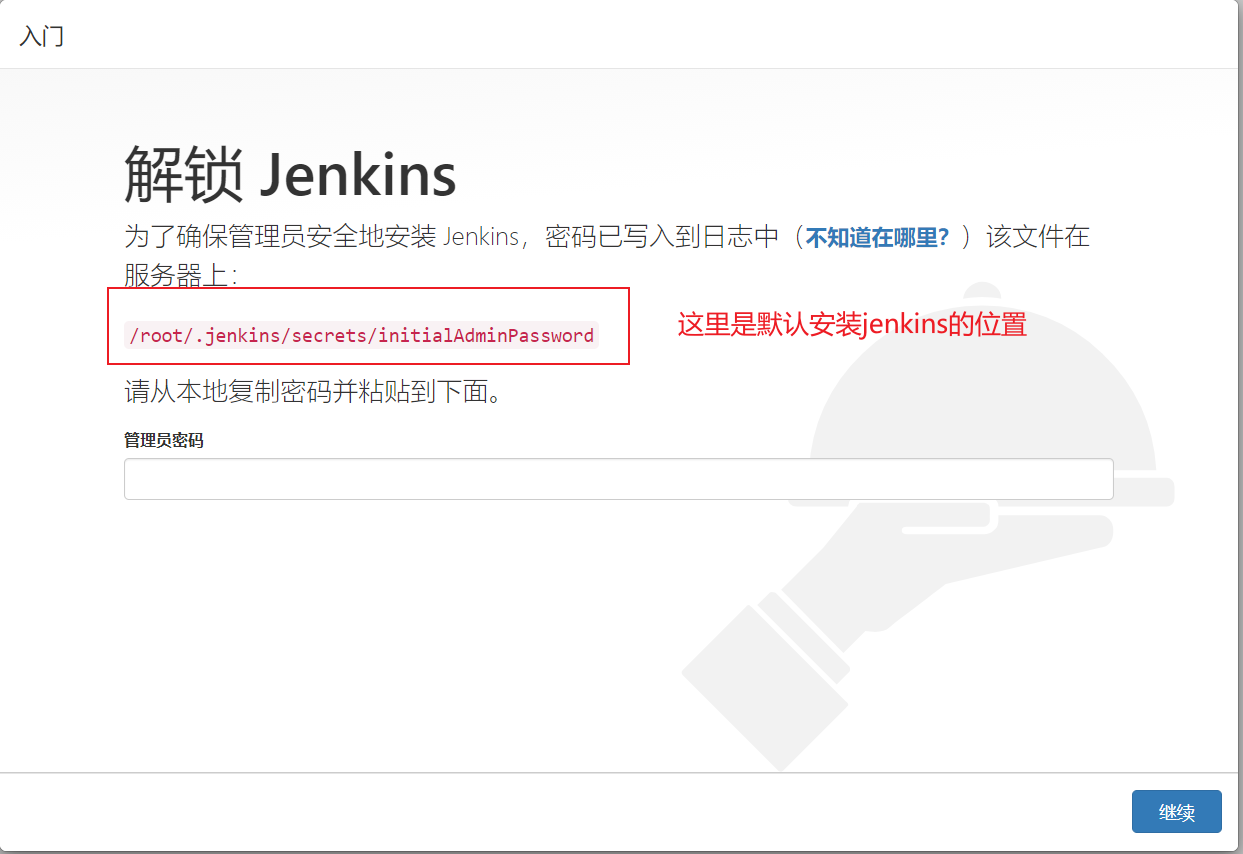 入门
解锁 Jenkins
为了确保管理员安全地安装 Jenkins，密码已写入到日志中（不知道在哪里？）该文件在
服务器上：
/root/.jenkins/secrets/initialAdminPassword
这里是默认安装jenkins的位置
请从本地复制密码并粘贴到下面。
管理员密码
继续